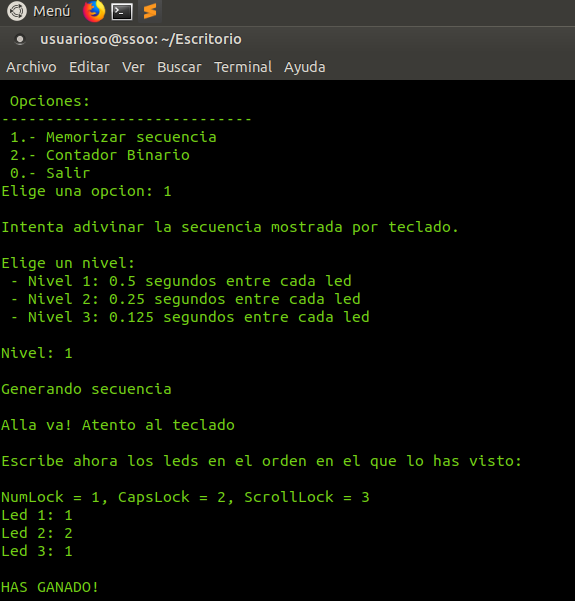 Menú
usuarioso@ssoo: ~/Escritorio
Archivo Editar Ver Buscar Terminal Ayuda
Opciones:
----------------------------
1.- Memorizar secuencia
2.- Contador Binario
0.- Salir
Elige una opcion: 1
Intenta adivinar la secuencia mostrada por teclado.
Elige un nivel:
- Nivel 1: 0.5 segundos entre cada led
- Nivel 2: 0.25 segundos entre cada led
- Nivel 3: 0.125 segundos entre cada led
Nivel: 1
Generando secuencia
Alla va! Atento al teclado
Escribe ahora los leds en el orden en el que lo has visto:
NumLock = 1, CapsLock = 2, ScrollLock = 3
Led 1: 1
Led 2: 2
Led 3: 1
HAS GANADO!